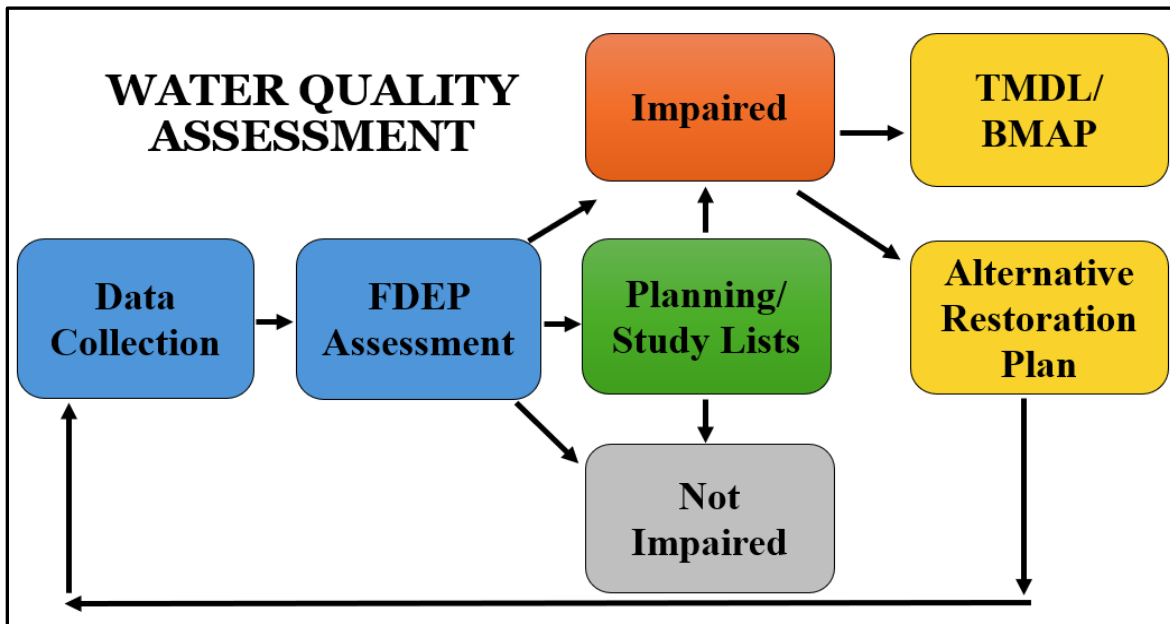 WATER QUALITY
ASSESSMENT
Impaired
TMDL/
BMAP
Data
Collection
FDEP
Assessment
Planning/
Study Lists
Alternative
Restoration
Plan
Not
Impaired